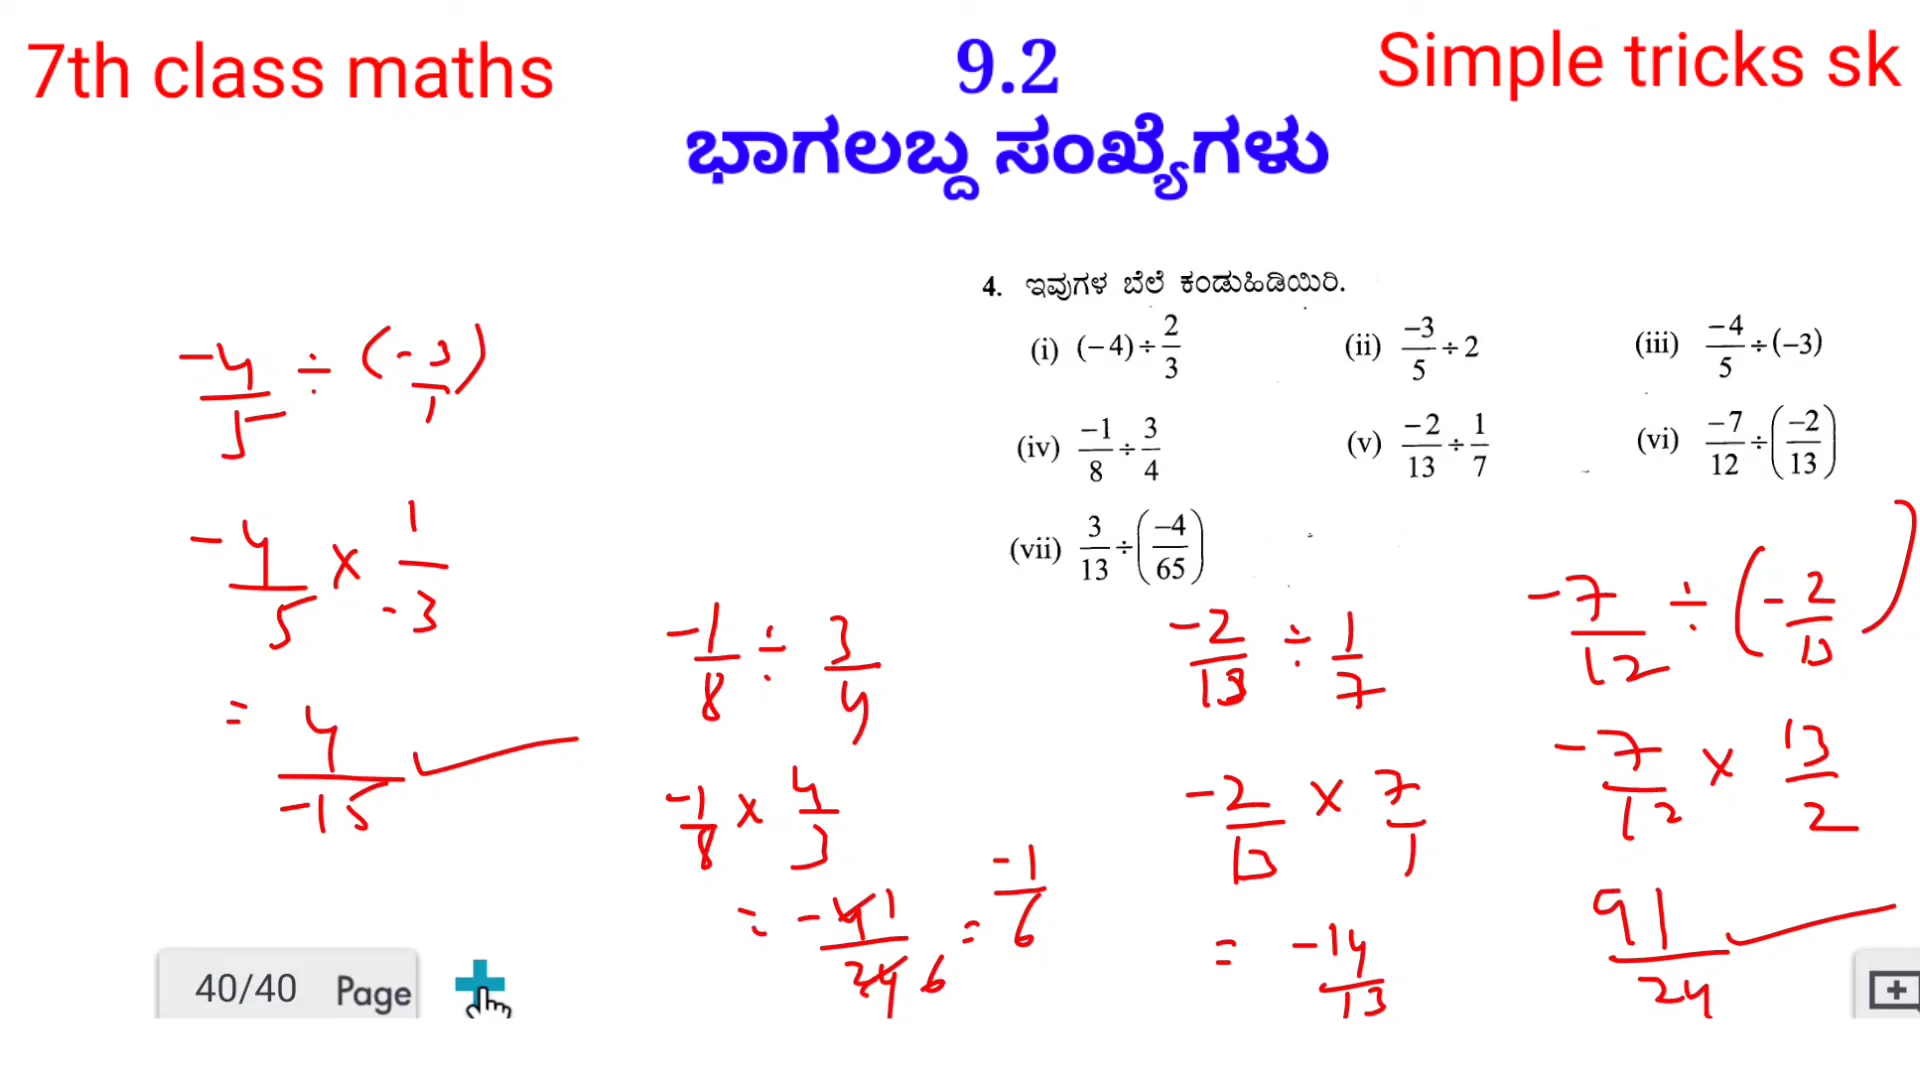 7th class maths
9.2
Simple tricks sk
ಭಾಗಲಬ್ದ ಸಂಖ್ಯೆಗಳು
4. ಇವುಗಳ ಬೆಲೆ ಕಂಡುಹಿಡಿಯಿರಿ.
(i) (−4) ÷ 2/3 (ii) −3/5 ÷ 2 (iii) −4/5 ÷ (−3)
(iv) −1/8 ÷ 3/4 (v) −2/13 ÷ 1/7 (vi) −7/12 ÷ (−2/13)
(vii) 3/13 ÷ (−4/65)
−4/5 ÷ (−3/1)
−4/5 × 1/−3
= 4/−15
−1/8 ÷ 3/4
−1/8 × 4/3
= −4 1/24 6 = −1/6
−2/13 ÷ 1/7
−2/13 × 7/1
= −14/13
−7/12 ÷ (−2/13)
−7/12 × 13/2
91/24
40/40 Page